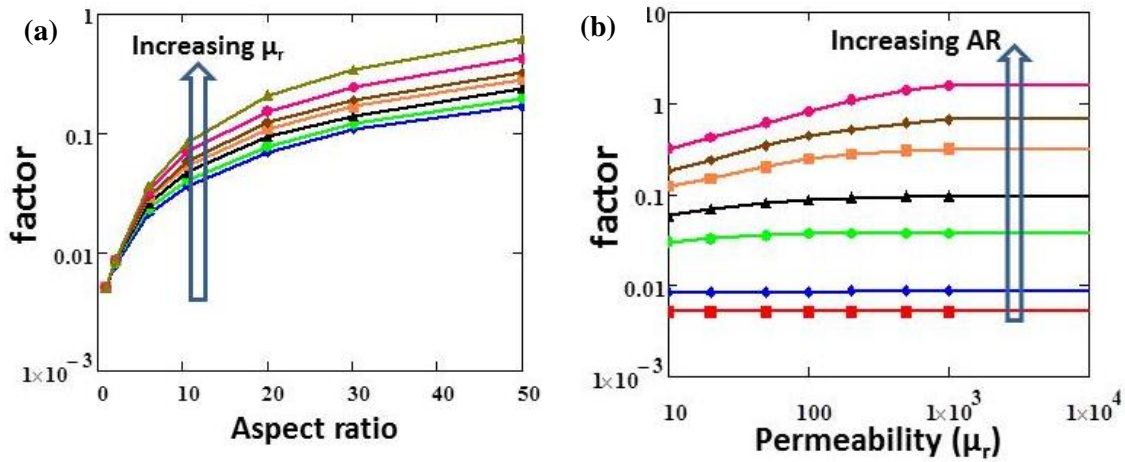 (a)
Increasing μr
factor
1
0.1
0.01
1×10⁻³
0 10 20 30 40 50
Aspect ratio
(b)
Increasing AR
factor
10
1
0.1
0.01
1×10⁻³
10 100 1×10³ 1×10⁴
Permeability (μr)